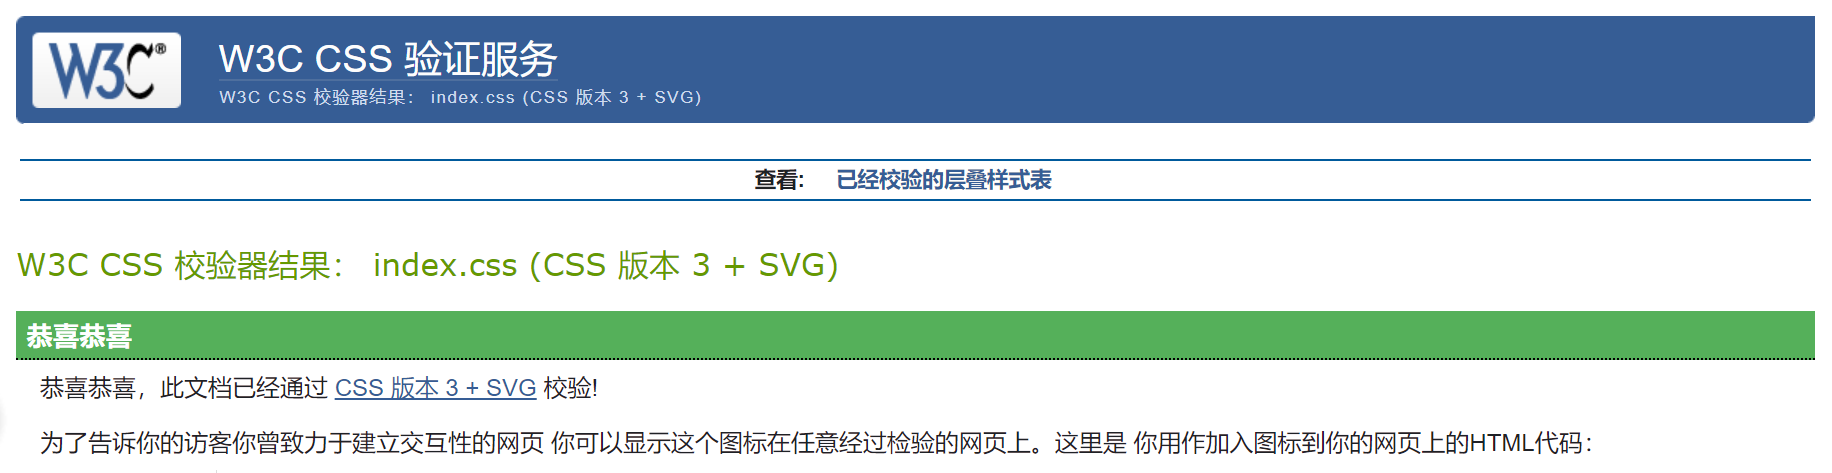 W3C®
W3C CSS 验证服务
W3C CSS 校验器结果： index.css (CSS 版本 3 + SVG)
查看: 已经校验的层叠样式表
W3C CSS 校验器结果： index.css (CSS 版本 3 + SVG)
恭喜恭喜
恭喜恭喜，此文档已经通过 CSS 版本 3 + SVG 校验!
为了告诉你的访客你曾致力于建立交互性的网页 你可以显示这个图标在任意经过检验的网页上。这里是 你用作加入图标到你的网页上的HTML代码：